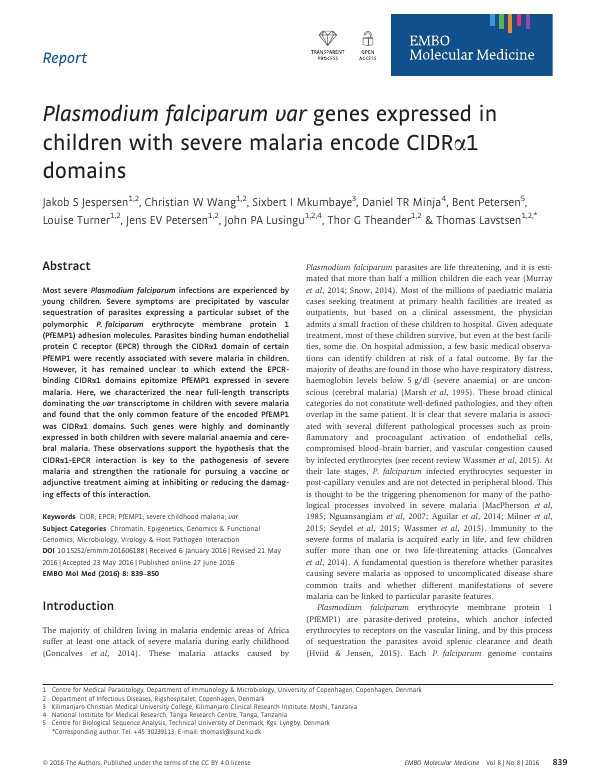 Report
TRANSPARENT
PROCESS
OPEN
ACCESS
EMBO
Molecular Medicine
Plasmodium falciparum var genes expressed in
children with severe malaria encode CIDRα1
domains
Jakob S Jespersen1,2, Christian W Wang1,2, Sixbert I Mkumbaye3, Daniel TR Minja4, Bent Petersen5,
Louise Turner1,2, Jens EV Petersen1,2, John PA Lusingu1,2,4, Thor G Theander1,2 & Thomas Lavstsen1,2,*
Abstract
Most severe Plasmodium falciparum infections are experienced by
young children. Severe symptoms are precipitated by vascular
sequestration of parasites expressing a particular subset of the
polymorphic P. falciparum erythrocyte membrane protein 1
(PfEMP1) adhesion molecules. Parasites binding human endothelial
protein C receptor (EPCR) through the CIDRα1 domain of certain
PfEMP1 were recently associated with severe malaria in children.
However, it has remained unclear to which extend the EPCR-
binding CIDRα1 domains epitomize PfEMP1 expressed in severe
malaria. Here, we characterized the near full-length transcripts
dominating the var transcriptome in children with severe malaria
and found that the only common feature of the encoded PfEMP1
was CIDRα1 domains. Such genes were highly and dominantly
expressed in both children with severe malarial anaemia and cere-
bral malaria. These observations support the hypothesis that the
CIDRα1-EPCR interaction is key to the pathogenesis of severe
malaria and strengthen the rationale for pursuing a vaccine or
adjunctive treatment aiming at inhibiting or reducing the damag-
ing effects of this interaction.
Keywords CIDR; EPCR; PfEMP1; severe childhood malaria; var
Subject Categories Chromatin, Epigenetics, Genomics & Functional
Genomics; Microbiology, Virology & Host Pathogen Interaction
DOI 10.15252/emmm.201606188 | Received 6 January 2016 | Revised 21 May
2016 | Accepted 23 May 2016 | Published online 27 June 2016
EMBO Mol Med (2016) 8: 839–850
Introduction
The majority of children living in malaria endemic areas of Africa
suffer at least one attack of severe malaria during early childhood
(Goncalves et al, 2014). These malaria attacks caused by
Plasmodium falciparum parasites are life threatening, and it is esti-
mated that more than half a million children die each year (Murray
et al, 2014; Snow, 2014). Most of the millions of paediatric malaria
cases seeking treatment at primary health facilities are treated as
outpatients, but based on a clinical assessment, the physician
admits a small fraction of these children to hospital. Given adequate
treatment, most of these children survive, but even at the best facili-
ties, some die. On hospital admission, a few basic medical observa-
tions can identify children at risk of a fatal outcome. By far the
majority of deaths are found in those who have respiratory distress,
haemoglobin levels below 5 g/dl (severe anaemia) or are uncon-
scious (cerebral malaria) (Marsh et al, 1995). These broad clinical
categories do not constitute well-defined pathologies, and they often
overlap in the same patient. It is clear that severe malaria is associ-
ated with several different pathological processes such as proin-
flammatory and procoagulant activation of endothelial cells,
compromised blood–brain barrier, and vascular congestion caused
by infected erythrocytes (see recent review Wassmer et al, 2015). At
their late stages, P. falciparum infected erythrocytes sequester in
post-capillary venules and are not detected in peripheral blood. This
is thought to be the triggering phenomenon for many of the patho-
logical processes involved in severe malaria (MacPherson et al,
1985; Nguansangiam et al, 2007; Aguilar et al, 2014; Milner et al,
2015; Seydel et al, 2015; Wassmer et al, 2015). Immunity to the
severe forms of malaria is acquired early in life, and few children
suffer more than one or two life-threatening attacks (Goncalves
et al, 2014). A fundamental question is therefore whether parasites
causing severe malaria as opposed to uncomplicated disease share
common traits and whether different manifestations of severe
malaria can be linked to particular parasite features.
Plasmodium falciparum erythrocyte membrane protein 1
(PfEMP1) are parasite-derived proteins, which anchor infected
erythrocytes to receptors on the vascular lining, and by this process
of sequestration the parasites avoid splenic clearance and death
(Hviid & Jensen, 2015). Each P. falciparum genome contains
1 Centre for Medical Parasitology, Department of Immunology & Microbiology, University of Copenhagen, Copenhagen, Denmark
2 Department of Infectious Diseases, Rigshospitalet, Copenhagen, Denmark
3 Kilimanjaro Christian Medical University College, Kilimanjaro Clinical Research Institute, Moshi, Tanzania
4 National Institute for Medical Research, Tanga Research Centre, Tanga, Tanzania
5 Centre for Biological Sequence Analysis, Technical University of Denmark, Kgs. Lyngby, Denmark
*Corresponding author. Tel: +45 30239113; E-mail: thomasl@sund.ku.dk
© 2016 The Authors. Published under the terms of the CC BY 4.0 license
EMBO Molecular Medicine Vol 8 | No 8 | 2016 839